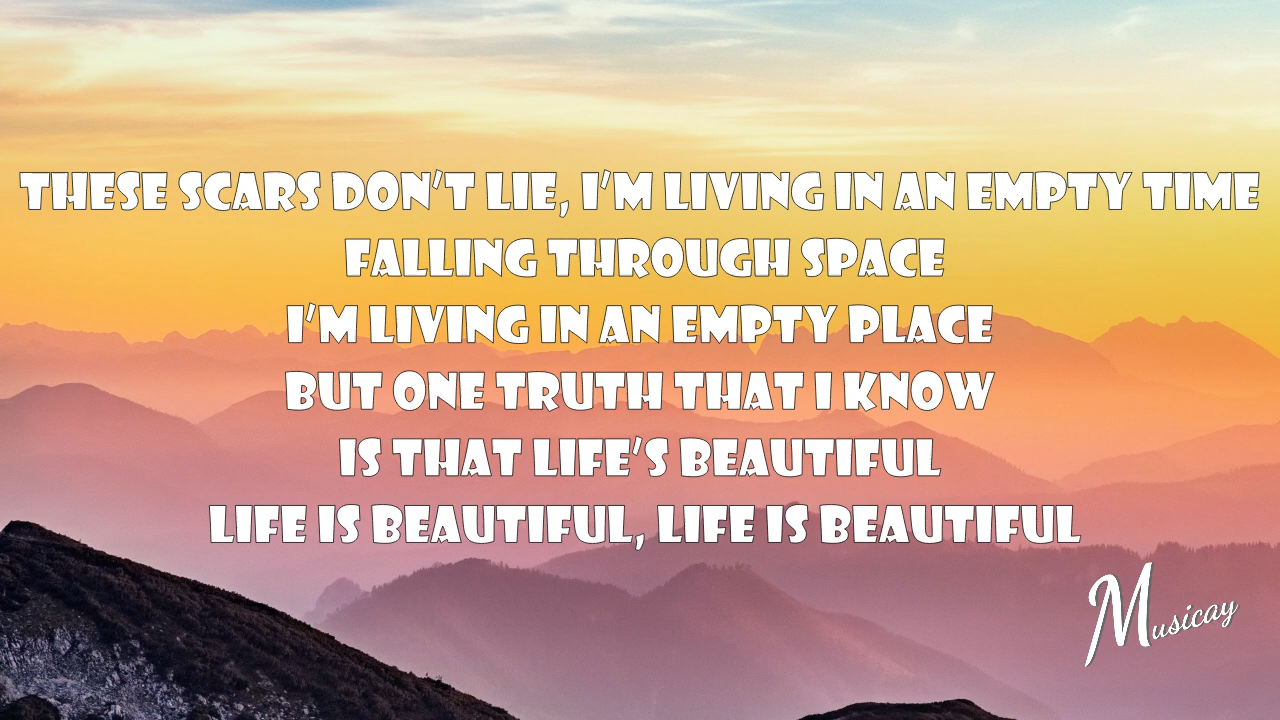 THESE SCARS DON'T LIE, I'M LIVING IN AN EMPTY TIME
FALLING THROUGH SPACE
I'M LIVING IN AN EMPTY PLACE
BUT ONE TRUTH THAT I KNOW
IS THAT LIFE'S BEAUTIFUL
LIFE IS BEAUTIFUL, LIFE IS BEAUTIFUL
Musicay